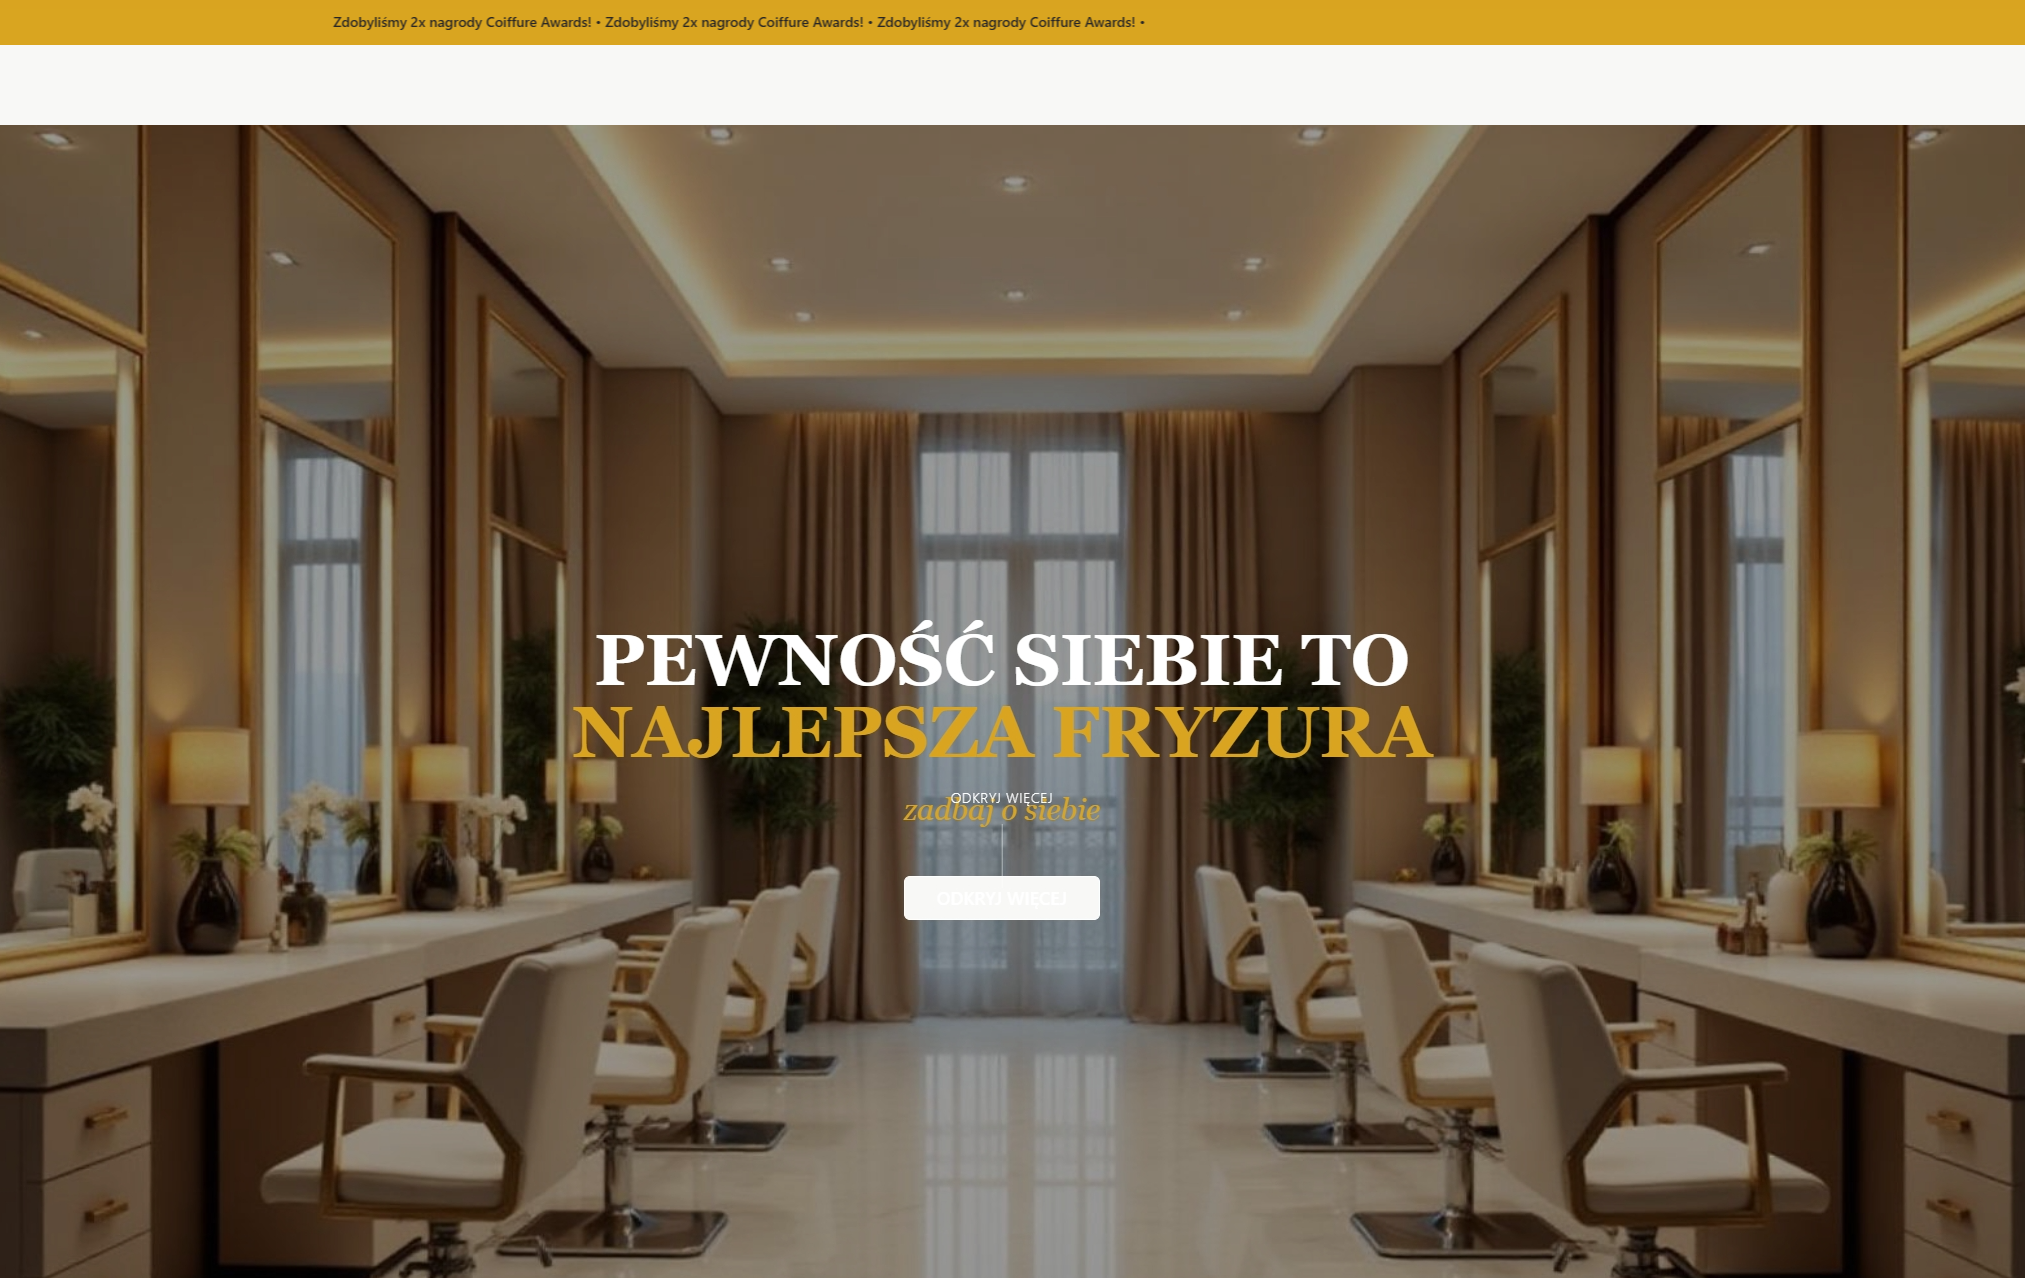 Zdobyliśmy 2x nagrody Coiffure Awards! • Zdobyliśmy 2x nagrody Coiffure Awards! • Zdobyliśmy 2x nagrody Coiffure Awards! •
PEWNOŚĆ SIEBIE TO
NAJLEPSZA FRYZURA
ODKRYJ WIĘCEJ
zadbaj o siebie
ODKRYJ WIĘCEJ